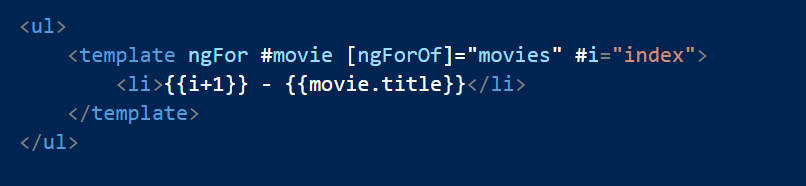 <ul>
    <template ngFor #movie [ngForOf]="movies" #i="index">
        <li>{{i+1}} - {{movie.title}}</li>
    </template>
</ul>